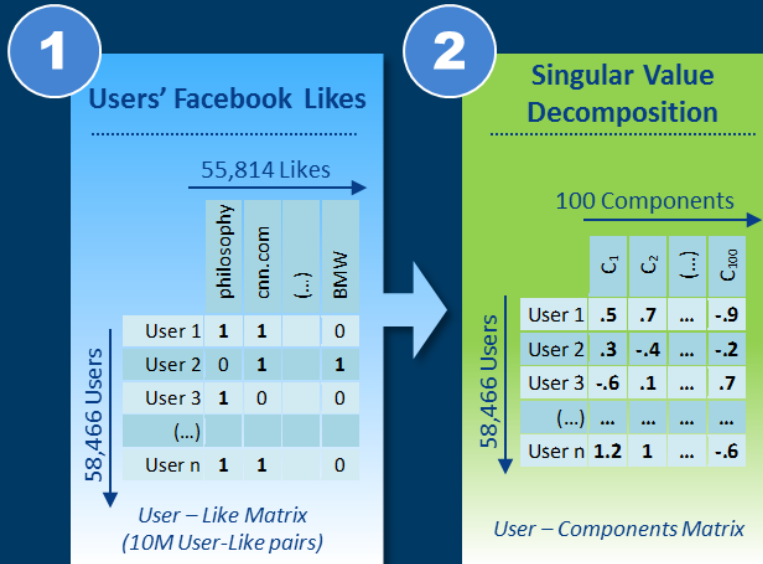 1
Users’ Facebook Likes
55,814 Likes
philosophy cnn.com (...) BMW
58,466 Users
User 1 1 1 0
User 2 0 1 1
User 3 1 0 0
(...)
User n 1 1 0
User – Like Matrix
(10M User-Like pairs)
2
Singular Value
Decomposition
100 Components
C₁ C₂ (...) C₁₀₀
58,466 Users
User 1 .5 .7 ... -.9
User 2 .3 -.4 ... -.2
User 3 -.6 .1 ... .7
(...) ... ... ... ...
User n 1.2 1 ... -.6
User – Components Matrix